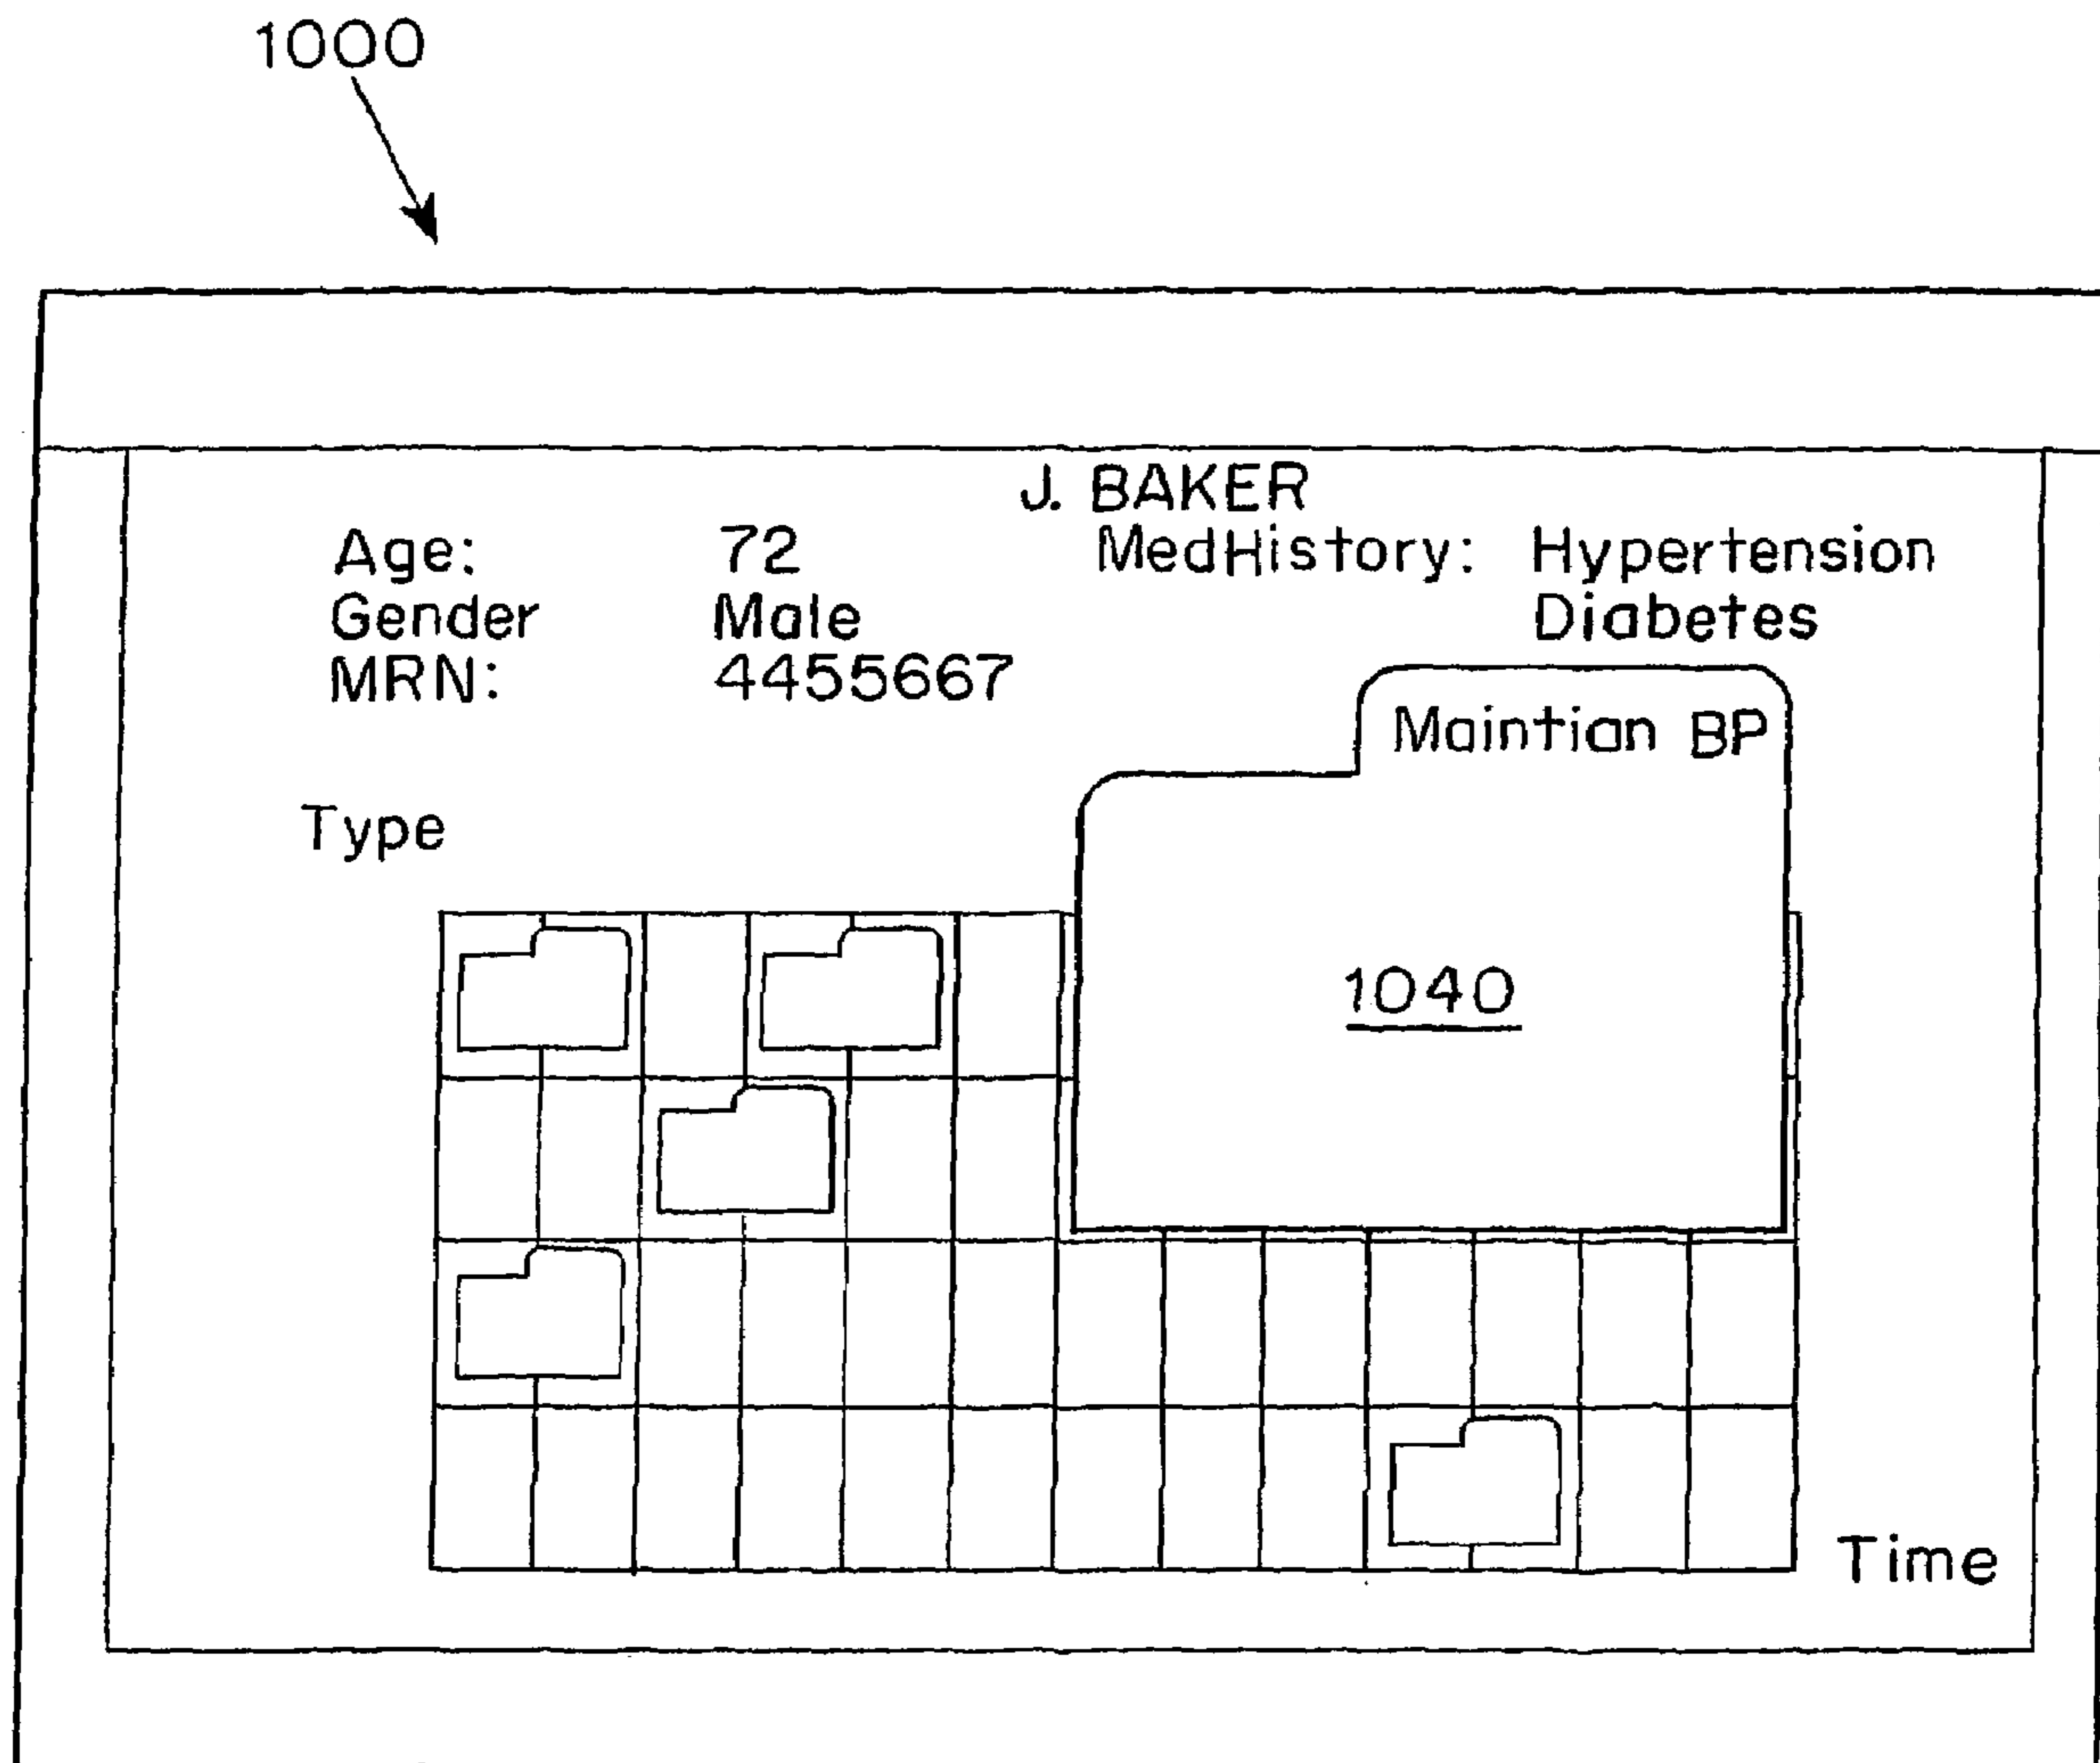 1000
J. BAKER
Age: 72 MedHistory: Hypertension
Gender Male Diabetes
MRN: 4455667
Maintian BP
Type
1040
Time